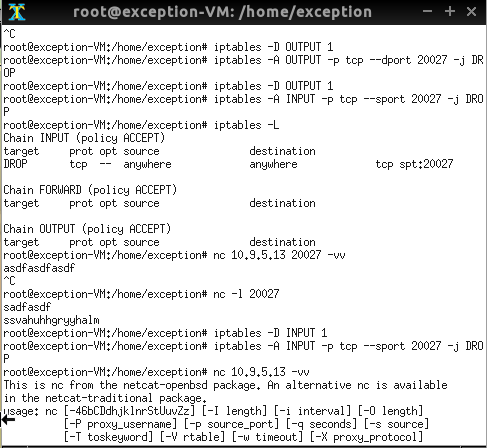 root@exception-VM: /home/exception
^C
root@exception-VM:/home/exception# iptables -D OUTPUT 1
root@exception-VM:/home/exception# iptables -A OUTPUT -p tcp --dport 20027 -j DR
OP
root@exception-VM:/home/exception# iptables -D OUTPUT 1
root@exception-VM:/home/exception# iptables -A INPUT -p tcp --sport 20027 -j DRO
P
root@exception-VM:/home/exception# iptables -L
Chain INPUT (policy ACCEPT)
target prot opt source destination
DROP tcp -- anywhere anywhere tcp spt:20027
Chain FORWARD (policy ACCEPT)
target prot opt source destination
Chain OUTPUT (policy ACCEPT)
target prot opt source destination
root@exception-VM:/home/exception# nc 10.9.5.13 20027 -vv
asdfasdfasdf
^C
root@exception-VM:/home/exception# nc -l 20027
sadfasdf
ssvahuhhgryyhalm
root@exception-VM:/home/exception# iptables -D INPUT 1
root@exception-VM:/home/exception# iptables -A INPUT -p tcp --sport 20027 -j DRO
P
root@exception-VM:/home/exception# nc 10.9.5.13 -vv
This is nc from the netcat-openbsd package. An alternative nc is available
in the netcat-traditional package.
usage: nc [-46bCDdhjklnrStUuvZz] [-I length] [-i interval] [-O length]
[-P proxy_username] [-p source_port] [-q seconds] [-s source]
[-T toskeyword] [-V rtable] [-w timeout] [-X proxy_protocol]